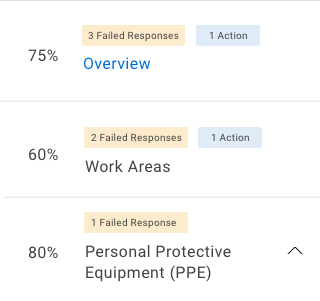 3 Failed Responses 1 Action
75%
Overview
2 Failed Responses 1 Action
60%
Work Areas
1 Failed Response
80%
Personal Protective
Equipment (PPE)